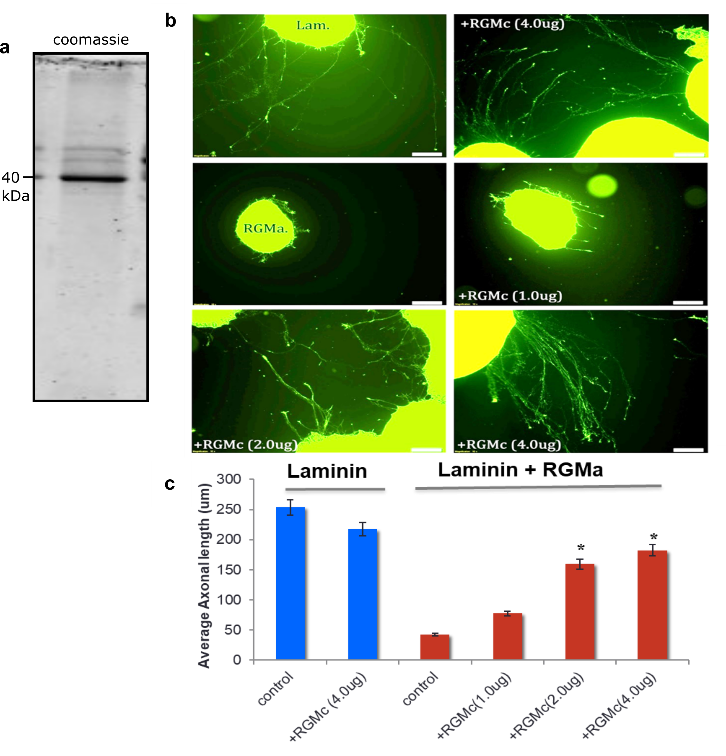 a
coomassie
40
kDa
b
Lam.
+RGMc (4.0ug)
RGMa.
+RGMc (1.0ug)
+RGMc (2.0ug)
+RGMc (4.0ug)
c
Laminin
Laminin + RGMa
Average Axonal length (um)
300
250
200
150
100
50
0
*
*
control
+RGMc (4.0ug)
control
+RGMc(1.0ug)
+RGMc(2.0ug)
+RGMc(4.0ug)